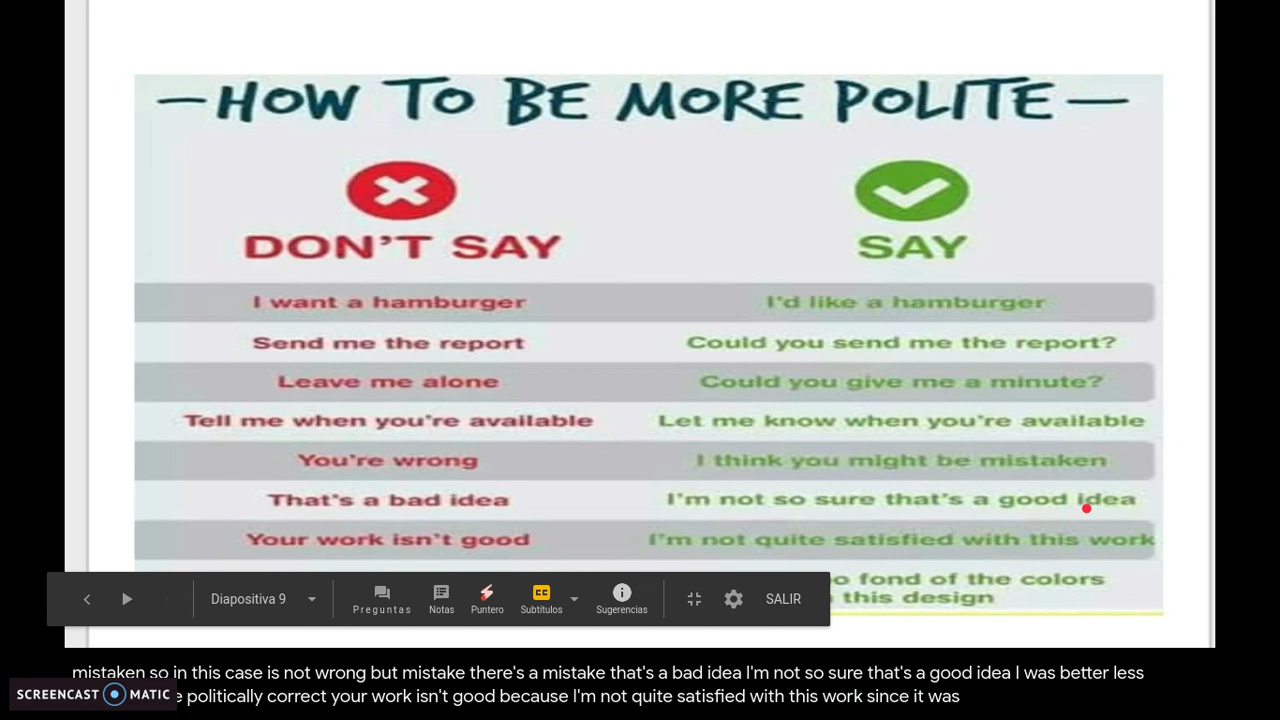 —HOW TO BE MORE POLITE—
DON'T SAY
SAY
I want a hamburger
I'd like a hamburger
Send me the report
Could you send me the report?
Leave me alone
Could you give me a minute?
Tell me when you're available
Let me know when you're available
You're wrong
I think you might be mistaken
That's a bad idea
I'm not so sure that's a good idea
Your work isn't good
I'm not quite satisfied with this work
fond of the colors
this design
Diapositiva 9
Preguntas
Notas
Puntero
Subtítulos
Sugerencias
SALIR
mistaken so in this case is not wrong but mistake there's a mistake that's a bad idea I'm not so sure that's a good idea I was better less
politically correct your work isn't good because I'm not quite satisfied with this work since it was
SCREENCAST MATIC